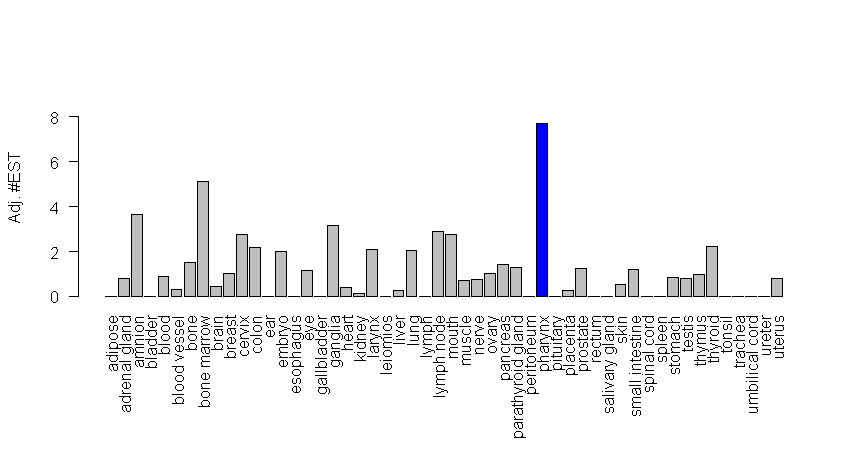 Adj. #EST
8
6
4
2
0
adipose
adrenal gland
amnion
bladder
blood
blood vessel
bone
bone marrow
brain
breast
cervix
colon
ear
embryo
esophagus
eye
gallbladder
ganglia
heart
kidney
larynx
leiomios
liver
lung
lymph
lymph node
mouth
muscle
nerve
ovary
pancreas
parathyroid gland
peritoneum
pharynx
pituitary
placenta
prostate
rectum
salivary gland
skin
small intestine
spinal cord
spleen
stomach
testis
thymus
thyroid
tonsil
trachea
umbilical cord
ureter
uterus